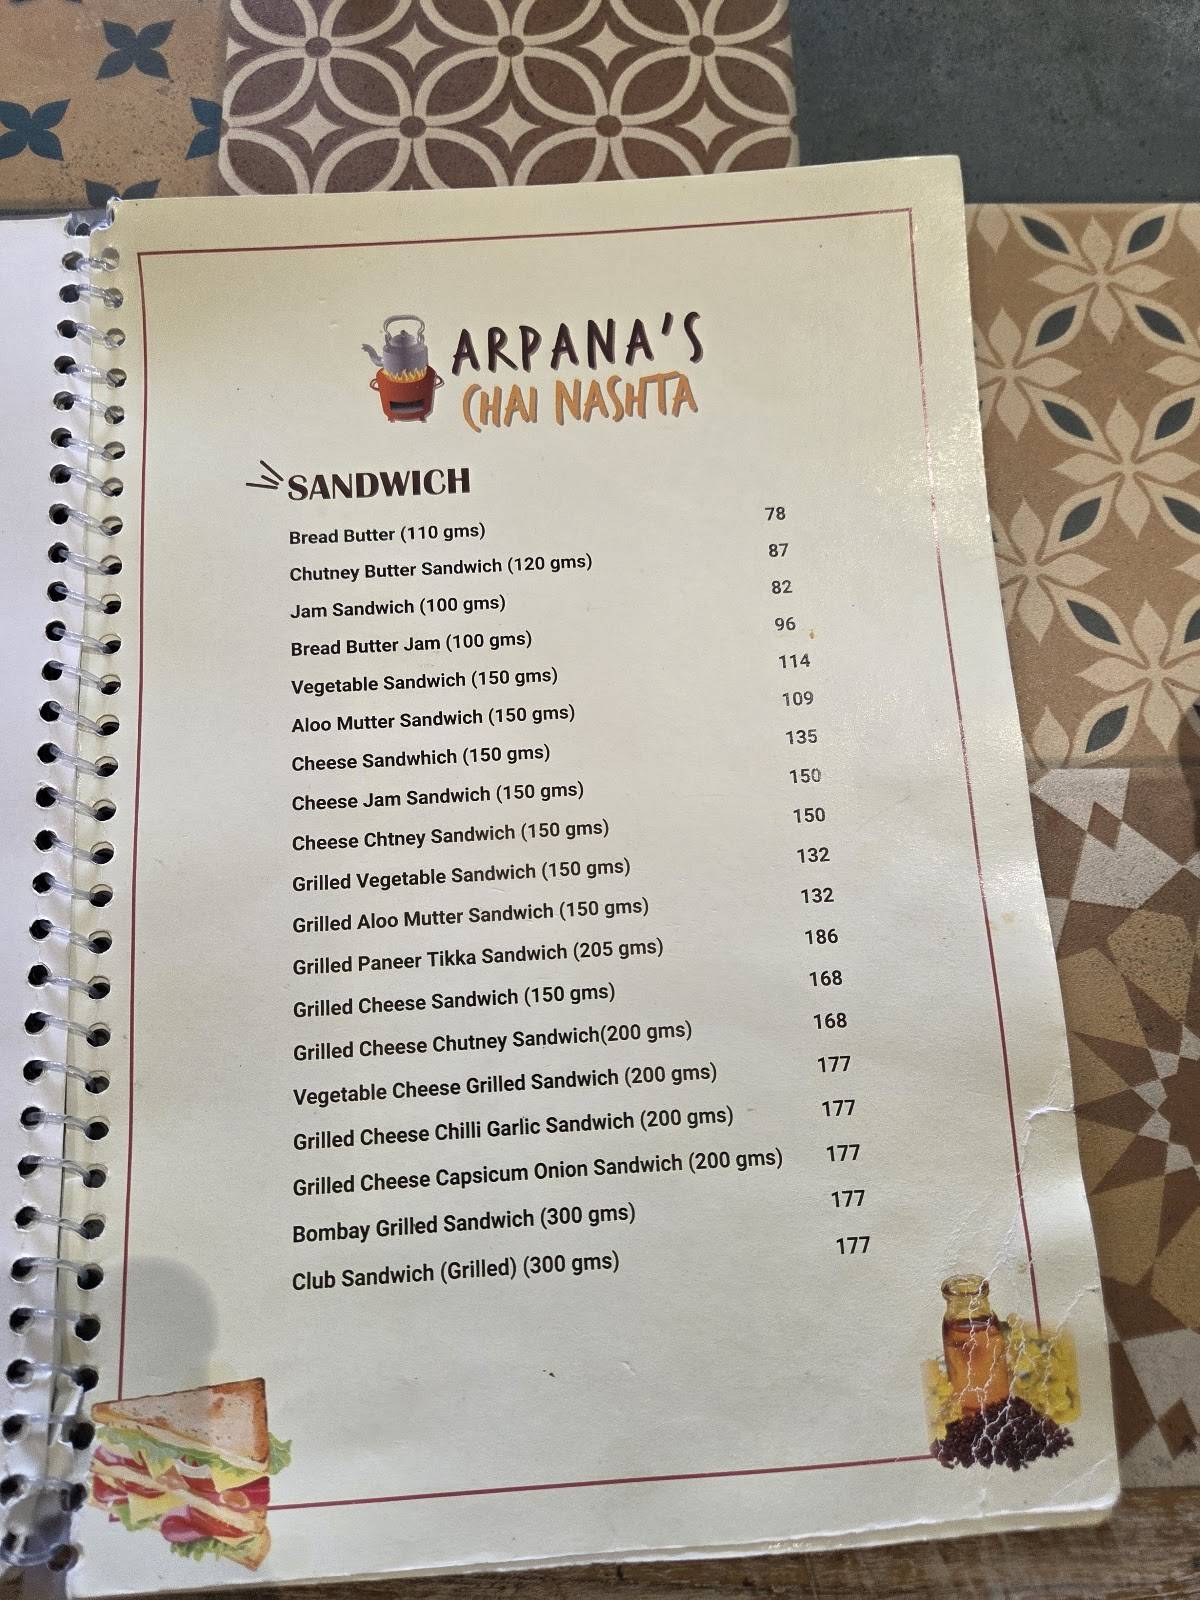 ARPANA'S
CHAI NASHTA
SANDWICH
Bread Butter (110 gms) 78
Chutney Butter Sandwich (120 gms) 87
Jam Sandwich (100 gms) 82
Bread Butter Jam (100 gms) 96
Vegetable Sandwich (150 gms) 114
Aloo Mutter Sandwich (150 gms) 109
Cheese Sandwhich (150 gms) 135
Cheese Jam Sandwich (150 gms) 150
Cheese Chtney Sandwich (150 gms) 150
Grilled Vegetable Sandwich (150 gms) 132
Grilled Aloo Mutter Sandwich (150 gms) 132
Grilled Paneer Tikka Sandwich (205 gms) 186
Grilled Cheese Sandwich (150 gms) 168
Grilled Cheese Chutney Sandwich(200 gms) 168
Vegetable Cheese Grilled Sandwich (200 gms) 177
Grilled Cheese Chilli Garlic Sandwich (200 gms) 177
Grilled Cheese Capsicum Onion Sandwich (200 gms) 177
Bombay Grilled Sandwich (300 gms) 177
Club Sandwich (Grilled) (300 gms) 177